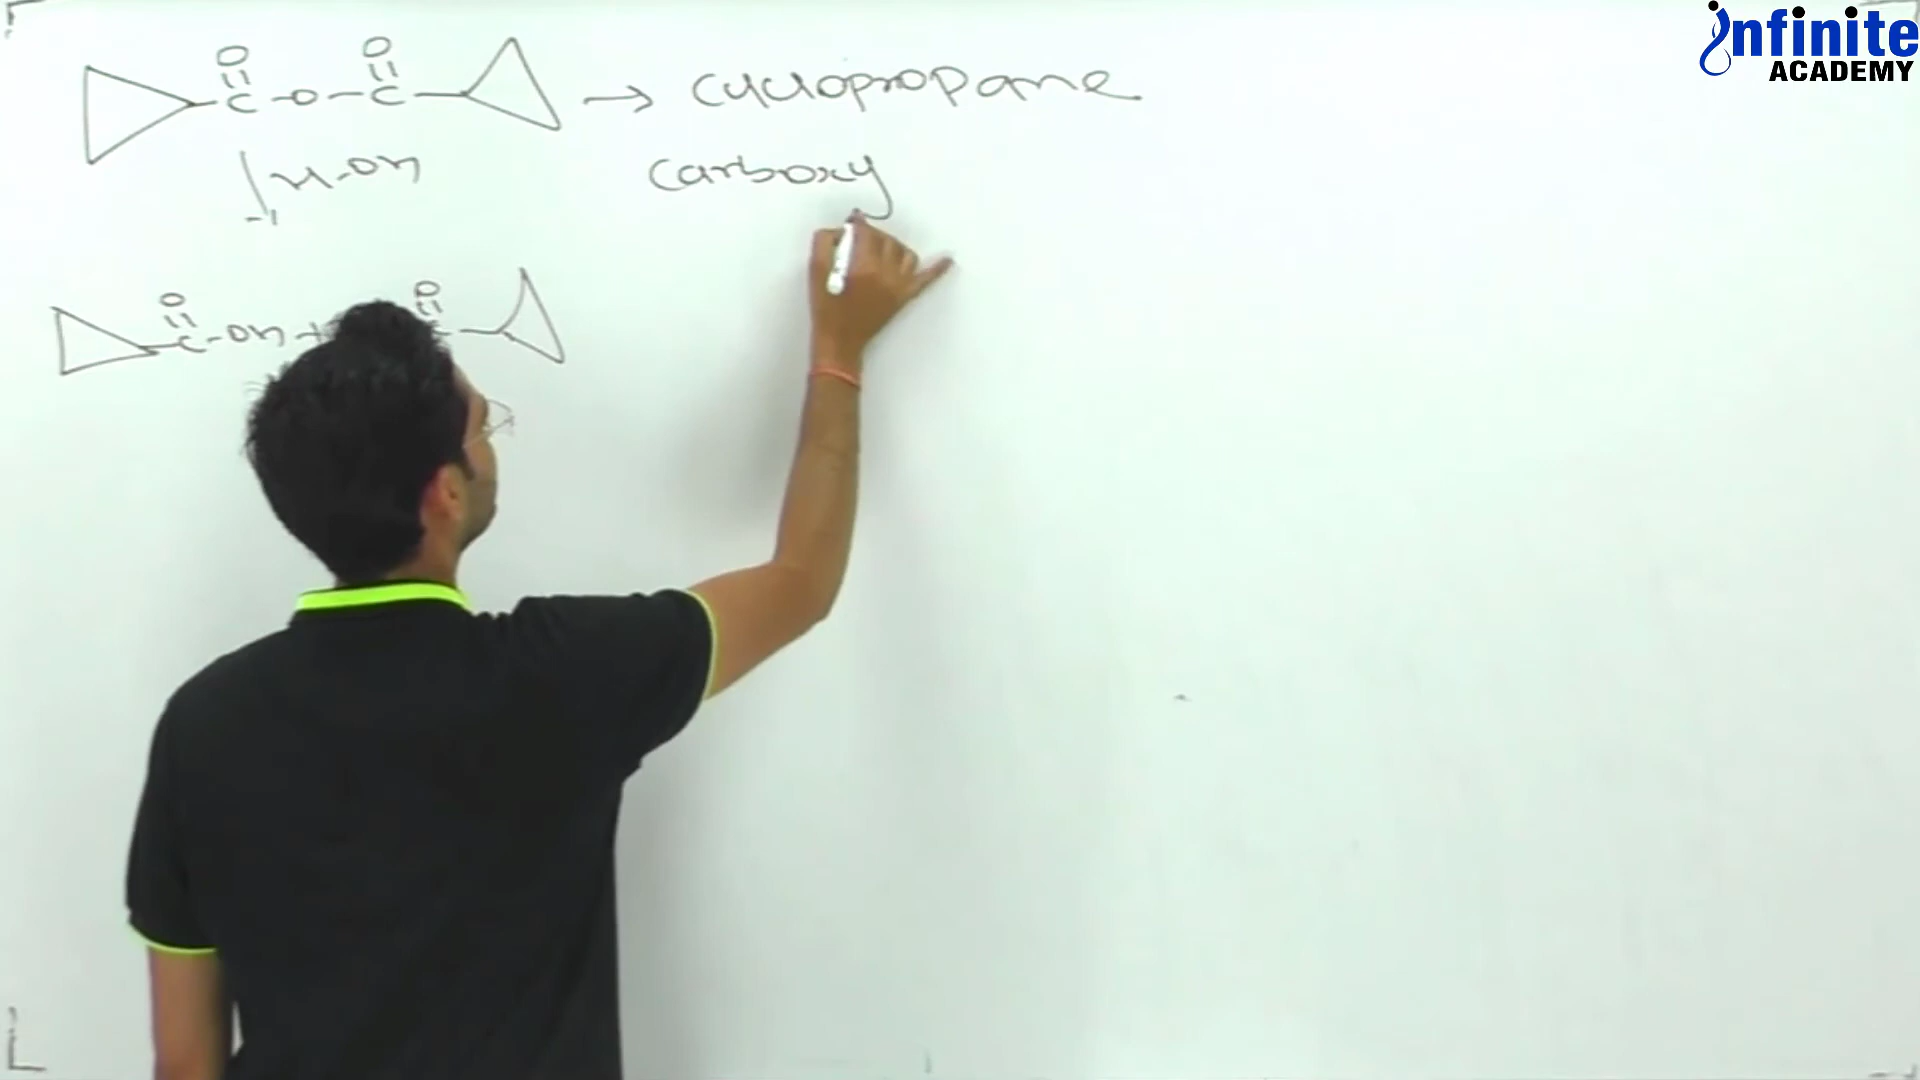 infinite
ACADEMY
O O
|| ||
C - O - C → cyclopropane
H-OH
carboxy
O O
|| ||
C-OH +